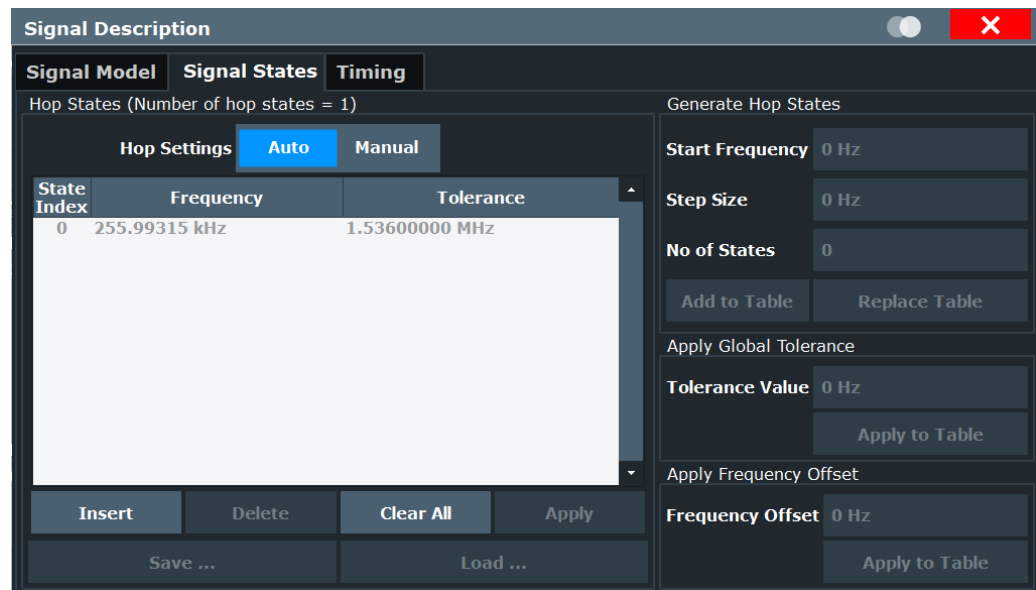 Signal Description
Signal Model Signal States Timing
Hop States (Number of hop states = 1)
Hop Settings Auto Manual
State Index Frequency Tolerance
0 255.99315 kHz 1.53600000 MHz
Insert Delete Clear All Apply
Save ... Load ...
Generate Hop States
Start Frequency 0 Hz
Step Size 0 Hz
No of States 0
Add to Table Replace Table
Apply Global Tolerance
Tolerance Value 0 Hz
Apply to Table
Apply Frequency Offset
Frequency Offset 0 Hz
Apply to Table